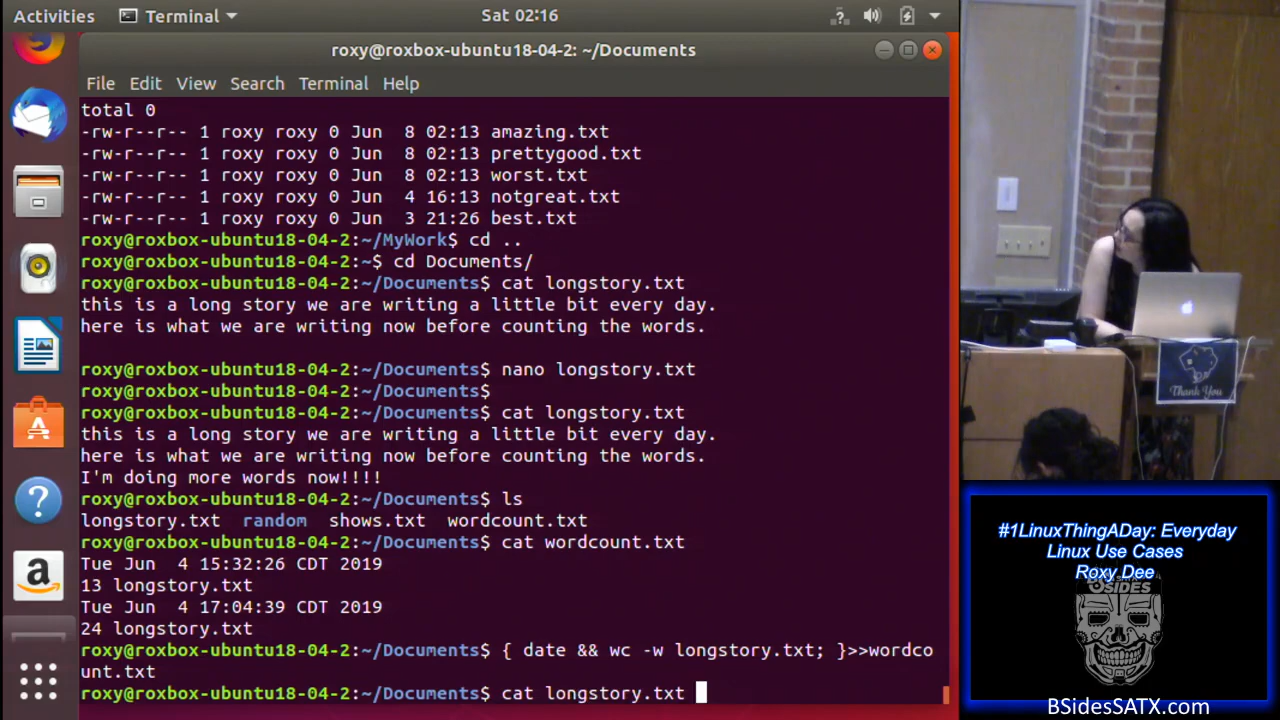 Activities Terminal Sat 02:16
roxy@roxbox-ubuntu18-04-2: ~/Documents
File Edit View Search Terminal Help
total 0
-rw-r--r-- 1 roxy roxy 0 Jun  8 02:13 amazing.txt
-rw-r--r-- 1 roxy roxy 0 Jun  8 02:13 prettygood.txt
-rw-r--r-- 1 roxy roxy 0 Jun  8 02:13 worst.txt
-rw-r--r-- 1 roxy roxy 0 Jun  4 16:13 notgreat.txt
-rw-r--r-- 1 roxy roxy 0 Jun  3 21:26 best.txt
roxy@roxbox-ubuntu18-04-2:~/MyWork$ cd ..
roxy@roxbox-ubuntu18-04-2:~$ cd Documents/
roxy@roxbox-ubuntu18-04-2:~/Documents$ cat longstory.txt
this is a long story we are writing a little bit every day.
here is what we are writing now before counting the words.
roxy@roxbox-ubuntu18-04-2:~/Documents$ nano longstory.txt
roxy@roxbox-ubuntu18-04-2:~/Documents$
roxy@roxbox-ubuntu18-04-2:~/Documents$ cat longstory.txt
this is a long story we are writing a little bit every day.
here is what we are writing now before counting the words.
I'm doing more words now!!!!
roxy@roxbox-ubuntu18-04-2:~/Documents$ ls
longstory.txt  random  shows.txt  wordcount.txt
roxy@roxbox-ubuntu18-04-2:~/Documents$ cat wordcount.txt
Tue Jun  4 15:32:26 CDT 2019
13 longstory.txt
Tue Jun  4 17:04:39 CDT 2019
24 longstory.txt
roxy@roxbox-ubuntu18-04-2:~/Documents$ { date && wc -w longstory.txt; }>>wordco
unt.txt
roxy@roxbox-ubuntu18-04-2:~/Documents$ cat longstory.txt
Thank You
#1LinuxThingADay: Everyday
Linux Use Cases
Roxy Dee
BSIDES
BSidesSATX.com